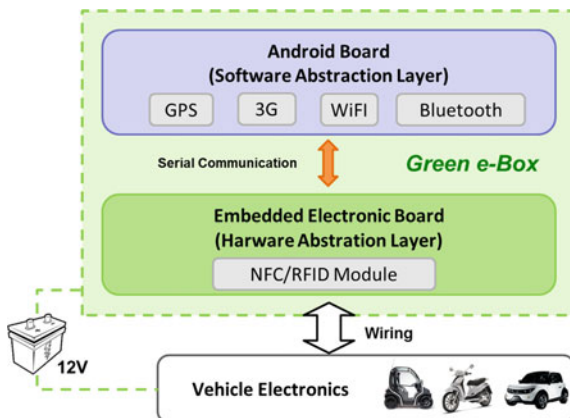 Android Board
(Software Abstraction Layer)
GPS
3G
WiFI
Bluetooth
Serial Communication
Green e-Box
Embedded Electronic Board
(Harware Abstration Layer)
NFC/RFID Module
Wiring
12V
Vehicle Electronics